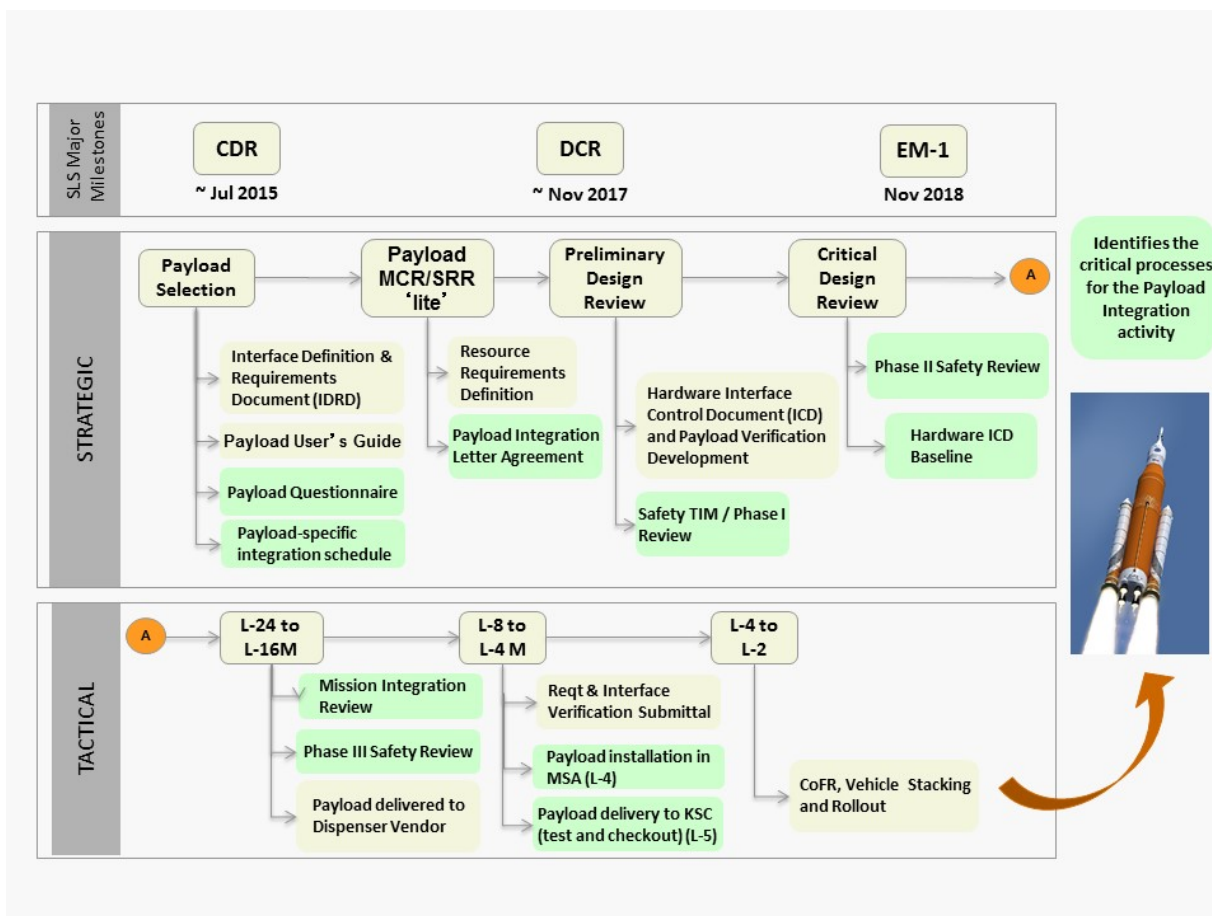 SLS Major
Milestones
CDR
~ Jul 2015
DCR
~ Nov 2017
EM-1
Nov 2018
STRATEGIC
Payload
Selection
Payload
MCR/SRR
‘lite’
Preliminary
Design
Review
Critical
Design
Review
A
Interface Definition &
Requirements
Document (IDRD)
Payload User’s Guide
Payload Questionnaire
Payload-specific
integration schedule
Resource
Requirements
Definition
Payload Integration
Letter Agreement
Hardware Interface
Control Document (ICD)
and Payload Verification
Development
Safety TIM / Phase I
Review
Phase II Safety Review
Hardware ICD
Baseline
Identifies the
critical processes
for the Payload
Integration
activity
TACTICAL
A
L-24 to
L-16M
L-8 to
L-4 M
L-4 to
L-2
Mission Integration
Review
Phase III Safety Review
Payload delivered to
Dispenser Vendor
Reqt & Interface
Verification Submittal
Payload installation in
MSA (L-4)
Payload delivery to KSC
(test and checkout) (L-5)
CoFR, Vehicle Stacking
and Rollout